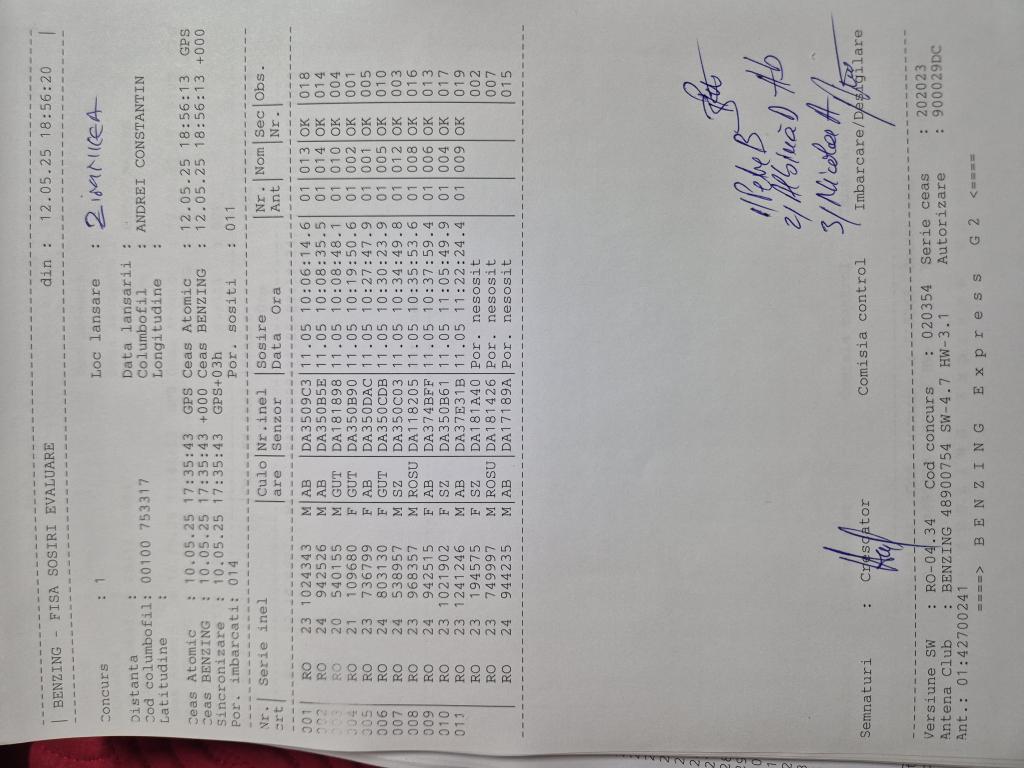 | BENZING - FISA SOSIRI EVALUARE din : 12.05.25 18:56:20 |
Concurs : 1 Loc lansare : ZIMNICEA
Distanta : Data lansarii :
Cod columbofil: 00100 753317 Columbofil : ANDREI CONSTANTIN
Latitudine : Longitudine :
Ceas Atomic : 10.05.25 17:35:43 GPS Ceas Atomic : 12.05.25 18:56:13 GPS
Ceas BENZING : 10.05.25 17:35:43 +000 Ceas BENZING : 12.05.25 18:56:13 +000
Sincronizare : 10.05.25 17:35:43 GPS+03h
Por. imbarcati: 014 Por. sositi : 011
Nr.| Serie inel |Culo|Nr.inel |Sosire |Nr.|Nom|Sec|Obs.
crt| |are |Senzor |Data Ora |Ant| |Nr.|
001| RO 23 1024343 M|AB |DA3509C3|11.05 10:06:14.6 |01 |013|OK |018
002| RO 24 942526 M|AB |DA350B5E|11.05 10:08:35.5 |01 |014|OK |014
003| RO 20 540155 M|GUT |DA181898|11.05 10:08:48.1 |01 |010|OK |004
004| RO 21 109680 F|GUT |DA350B90|11.05 10:19:50.6 |01 |002|OK |001
005| RO 23 736799 F|AB |DA350DAC|11.05 10:27:47.9 |01 |001|OK |005
006| RO 24 803130 F|GUT |DA350CDB|11.05 10:30:23.9 |01 |005|OK |010
007| RO 24 538957 M|SZ |DA350C03|11.05 10:34:49.8 |01 |012|OK |003
008| RO 23 968357 M|ROSU|DA118205|11.05 10:35:53.6 |01 |008|OK |016
009| RO 24 942515 F|AB |DA374BFF|11.05 10:37:59.4 |01 |006|OK |013
010| RO 23 1021902 F|SZ |DA350B61|11.05 11:05:49.9 |01 |004|OK |017
011| RO 23 1241240 M|AB |DA37E31B|11.05 11:22:24.4 |01 |009|OK |019
RO 23 194575 F|SZ |DA181A40|Por. nesosit |002
RO 23 749997 M|ROSU|DA181426|Por. nesosit |007
RO 24 944235 M|AB |DA17189A|Por. nesosit |015
1)
2)
3) Nicolae A
Semnaturi : Crescator Comisia control Imbarcare/Desigilare
Versiune SW : RO-04.34 Cod concurs : 020354 Serie ceas : 202023
Antena Club : BENZING 48900754 SW-4.7 HW-3.1 Autorizare : 900029DC
Ant.: 01:42700241
====> B E N Z I N G E x p r e s s G 2 <====